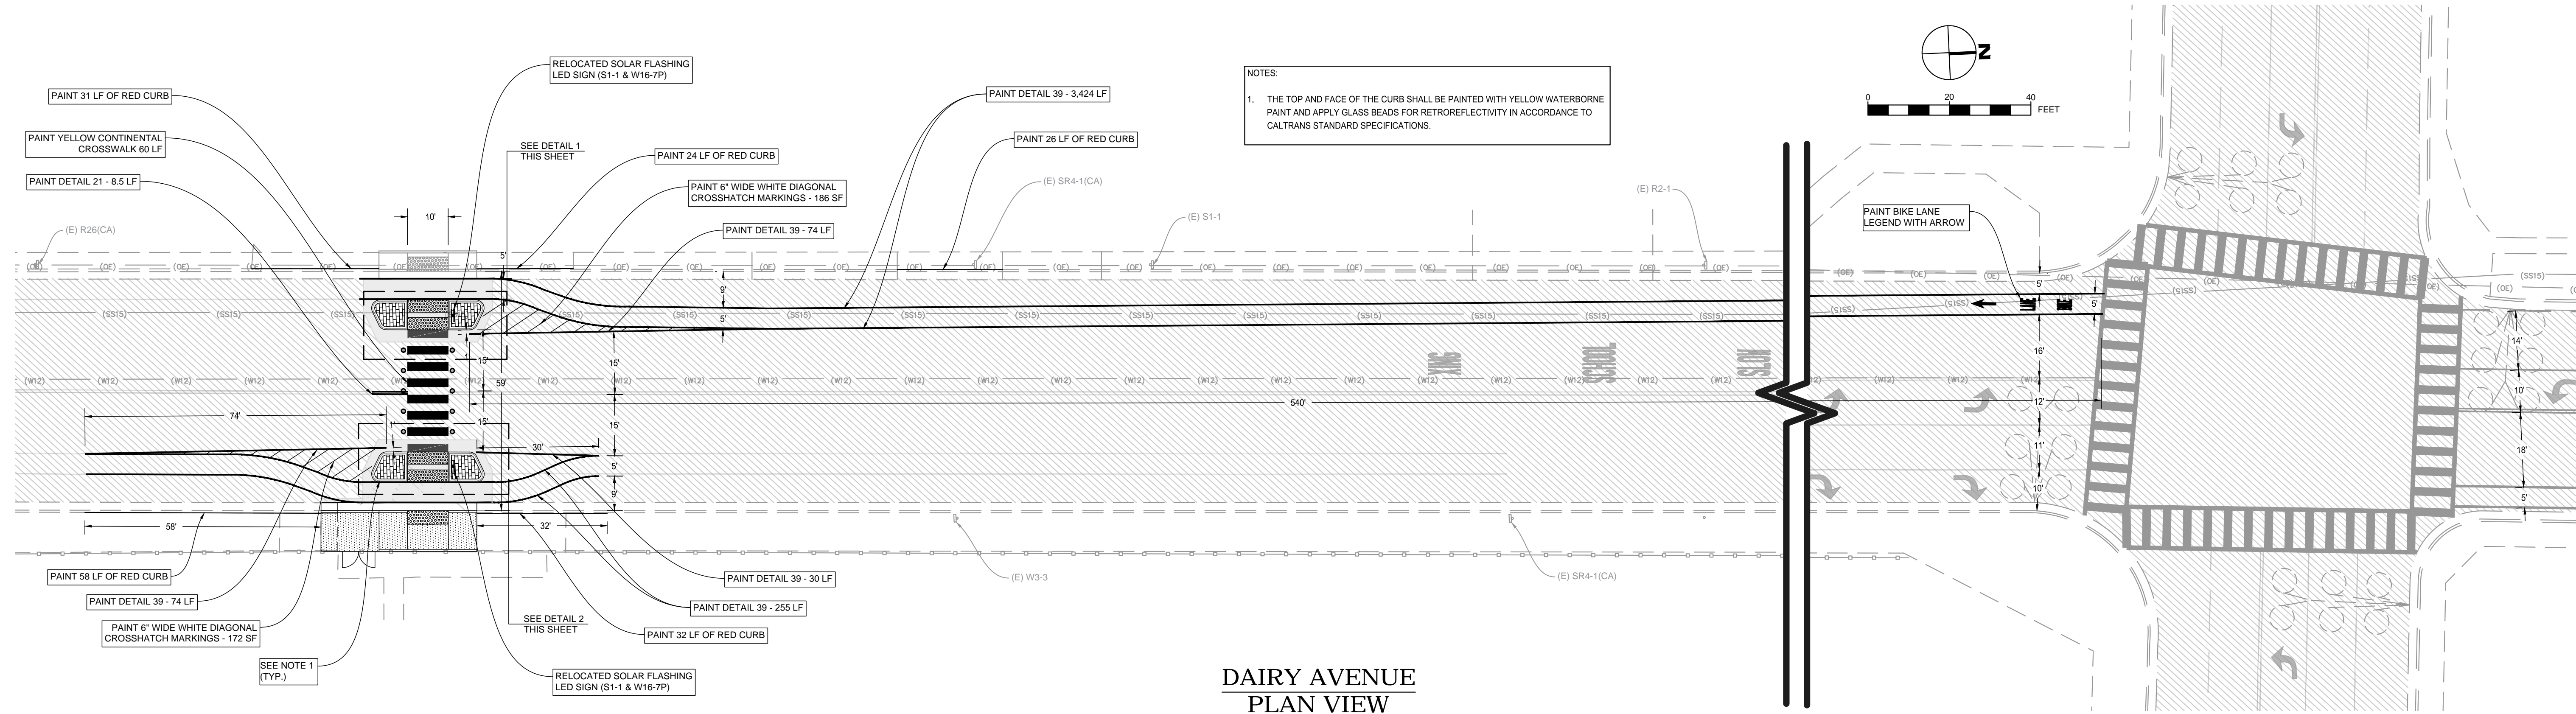 RELOCATED SOLAR FLASHING
LED SIGN (S1-1 & W16-7P)
PAINT 31 LF OF RED CURB
PAINT YELLOW CONTINENTAL
CROSSWALK 60 LF
PAINT DETAIL 21 - 8.5 LF
SEE DETAIL 1
THIS SHEET
PAINT 24 LF OF RED CURB
PAINT 6" WIDE WHITE DIAGONAL
CROSSHATCH MARKINGS - 186 SF
PAINT DETAIL 39 - 74 LF
PAINT DETAIL 39 - 3,424 LF
PAINT 26 LF OF RED CURB
(E) SR4-1(CA)
(E) S1-1
(E) R2-1
(E) R26(CA)
NOTES:
1. THE TOP AND FACE OF THE CURB SHALL BE PAINTED WITH YELLOW WATERBORNE
PAINT AND APPLY GLASS BEADS FOR RETROREFLECTIVITY IN ACCORDANCE TO
CALTRANS STANDARD SPECIFICATIONS.
N
0 20 40
FEET
PAINT BIKE LANE
LEGEND WITH ARROW
10'
5'
9'
5'
15'
1'
15'
59'
15'
15'
5'
9'
74'
1'
30'
58'
32'
540'
5'
5'
16'
12'
11'
10'
14'
10'
18'
5'
(OE)
(SS15)
(W12)
XING
SCHOOL
SLOW
PAINT 58 LF OF RED CURB
PAINT DETAIL 39 - 74 LF
PAINT 6" WIDE WHITE DIAGONAL
CROSSHATCH MARKINGS - 172 SF
SEE NOTE 1
(TYP.)
SEE DETAIL 2
THIS SHEET
RELOCATED SOLAR FLASHING
LED SIGN (S1-1 & W16-7P)
PAINT DETAIL 39 - 30 LF
PAINT DETAIL 39 - 255 LF
PAINT 32 LF OF RED CURB
(E) W3-3
(E) SR4-1(CA)
DAIRY AVENUE
PLAN VIEW